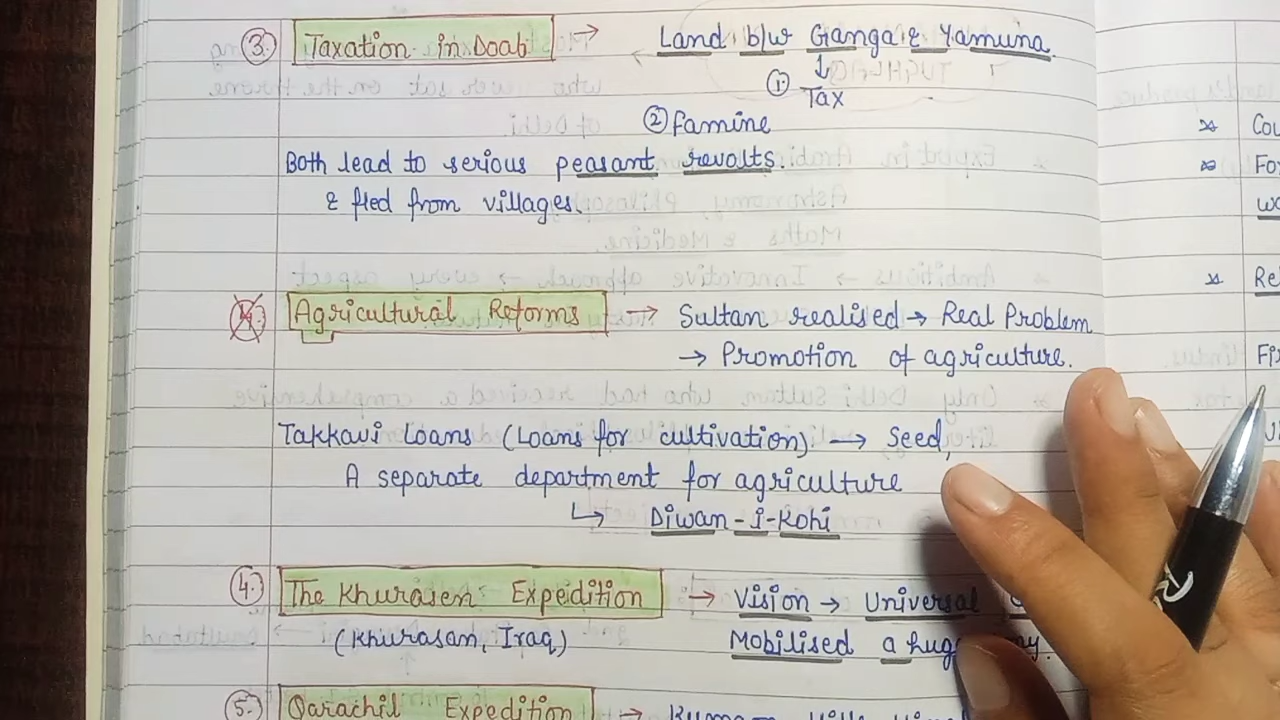 3. Taxation in Doab → Land b/w Ganga & Yamuna.
↓
① Tax
② famine
Both lead to serious peasant revolts.
& fled from villages.
4. Agricultural Reforms → Sultan realised → Real Problem
→ Promotion of agriculture.
Takkavi Loans (Loans for cultivation) → Seed,
A separate department for agriculture
↳ Diwan-i-Kohi
4. The Khurasen Expedition → Vision → Universal
(Khurasan, Iraq) Mobilised a huge
5. Qarachil Expedition →